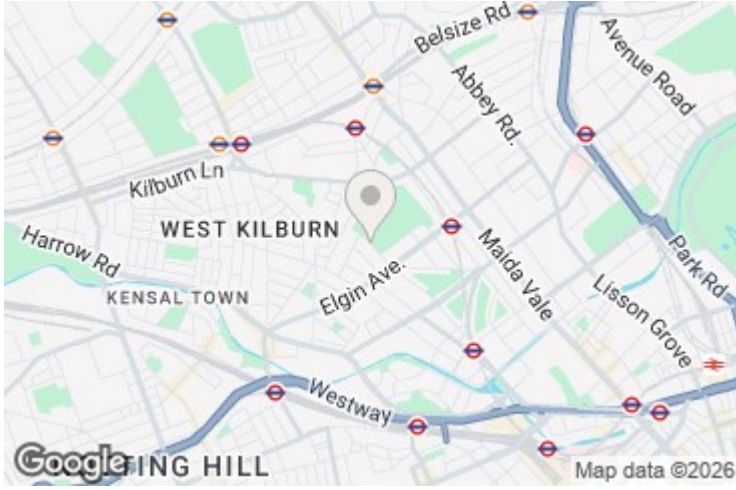 Belsize Rd
Avenue Road
Abbey Rd.
Kilburn Ln
WEST KILBURN
Harrow Rd
Maida Vale
Park Rd
Elgin Ave.
KENSAL TOWN
Lisson Grove
Westway
Google
TING HILL
Map data ©2026